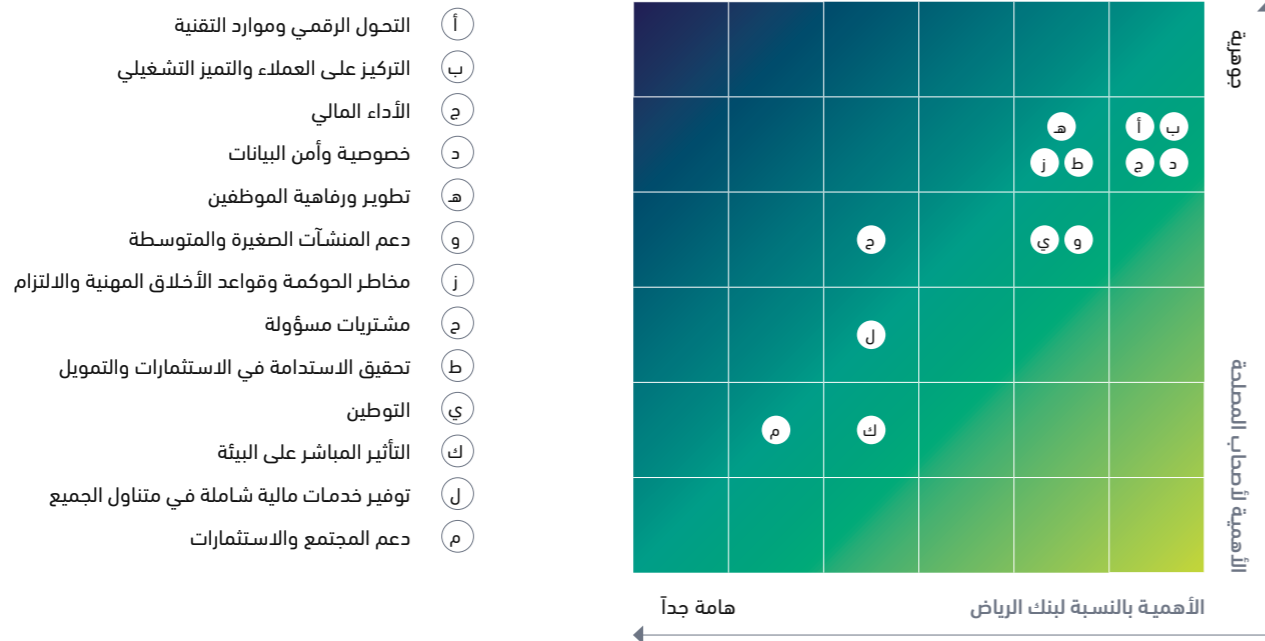 جوهرية
ب أ هـ
د ج ط ز
و ي ح
ل
ك م
الأهمية لأصحاب المصلحة
الأهمية بالنسبة لبنك الرياض
هامة جداً
أ التحول الرقمي وموارد التقنية
ب التركيز على العملاء والتميز التشغيلي
ج الأداء المالي
د خصوصية وأمن البيانات
هـ تطوير ورفاهية الموظفين
و دعم المنشآت الصغيرة والمتوسطة
ز مخاطر الحوكمة وقواعد الأخلاق المهنية والالتزام
ح مشتريات مسؤولة
ط تحقيق الاستدامة في الاستثمارات والتمويل
ي التوطين
ك التأثير المباشر على البيئة
ل توفير خدمات مالية شاملة في متناول الجميع
م دعم المجتمع والاستثمارات